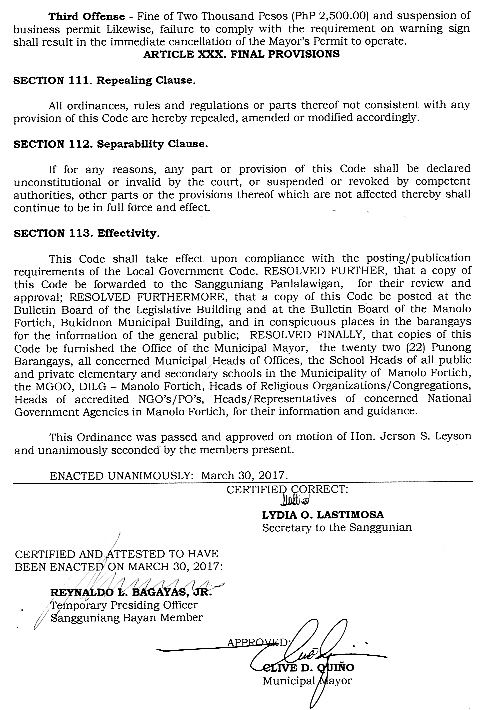 Third Offense - Fine of Two Thousand Pesos (PhP 2,500.00) and suspension of
business permit Likewise, failure to comply with the requirement on warning sign
shall result in the immediate cancellation of the Mayor's Permit to operate.
ARTICLE XXX. FINAL PROVISIONS
SECTION 111. Repealing Clause.
All ordinances, rules and regulations or parts thereof not consistent with any
provision of this Code are hereby repealed, amended or modified accordingly.
SECTION 112. Separability Clause.
If for any reasons, any part or provision of this Code shall be declared
unconstitutional or invalid by the court, or suspended or revoked by competent
authorities, other parts or the provisions thereof which are not affected thereby shall
continue to be in full force and effect.
SECTION 113. Effectivity.
This Code shall take effect upon compliance with the posting/publication
requirements of the Local Government Code. RESOLVED FURTHER, that a copy of
this Code be forwarded to the Sangguniang Panlalawigan, for their review and
approval; RESOLVED FURTHERMORE, that a copy of this Code be posted at the
Bulletin Board of the Legislative Building and at the Bulletin Board of the Manolo
Fortich, Bukidnon Municipal Building, and in conspicuous places in the barangays
for the information of the general public; RESOLVED FINALLY, that copies of this
Code be furnished the Office of the Municipal Mayor, the twenty two (22) Punong
Barangays, all concerned Municipal Heads of Offices, the School Heads of all public
and private elementary and secondary schools in the Municipality of Manolo Fortich,
the MGOO, DILG – Manolo Fortich, Heads of Religious Organizations/Congregations,
Heads of accredited NGO's/PO's, Heads/Representatives of concerned National
Government Agencies in Manolo Fortich, for their information and guidance.
This Ordinance was passed and approved on motion of Hon. Jerson S. Leyson
and unanimously seconded by the members present.
ENACTED UNANIMOUSLY: March 30, 2017.
CERTIFIED CORRECT:
LYDIA O. LASTIMOSA
Secretary to the Sanggunian
CERTIFIED AND ATTESTED TO HAVE
BEEN ENACTED ON MARCH 30, 2017:
REYNALDO L. BAGAYAS, JR.
Temporary Presiding Officer
Sangguniang Bayan Member
APPROVED:
CLIVE D. QUIÑO
Municipal Mayor